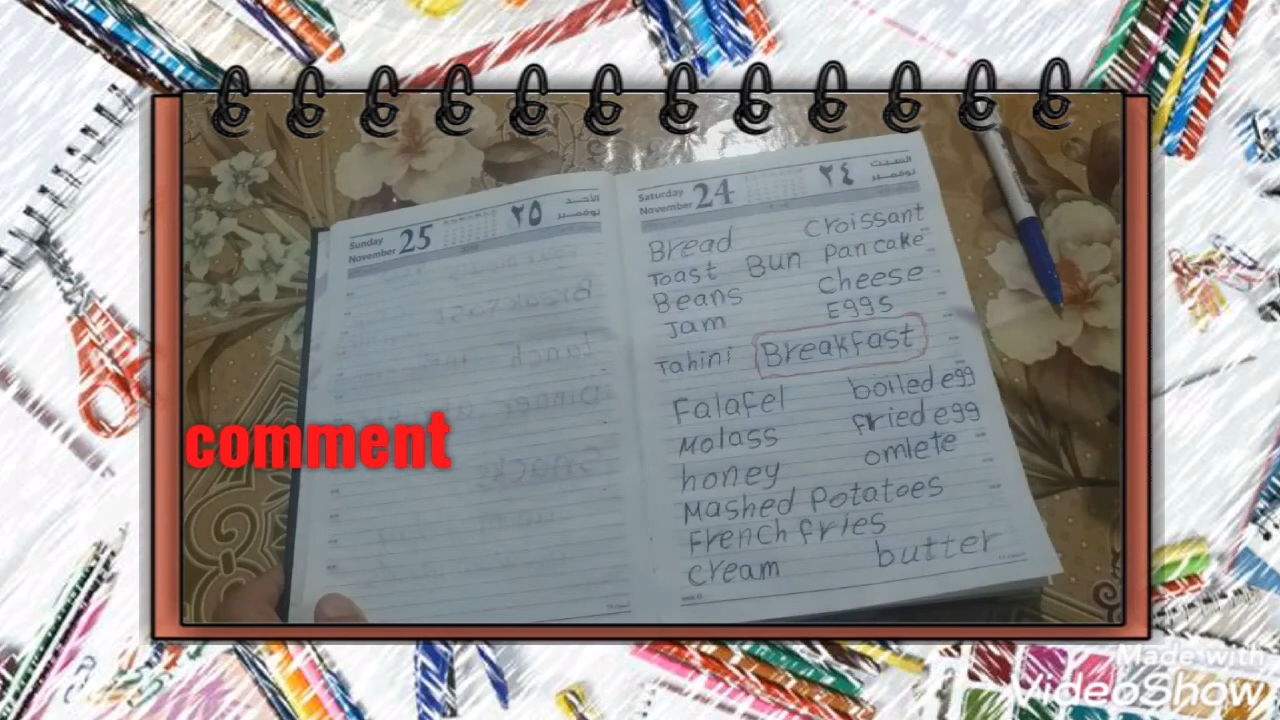 Sunday
November 25 ٢٥ الأحد
نوفمبر
Saturday
November 24 ٢٤ السبت
نوفمبر
Bread Croissant
Toast Bun Pancake
Beans Cheese
Jam Eggs
Tahini Breakfast
Falafel boiled egg
Molass fried egg
honey omlete
Mashed Potatoes
French fries
cream butter
comment
Made with
VideoShow